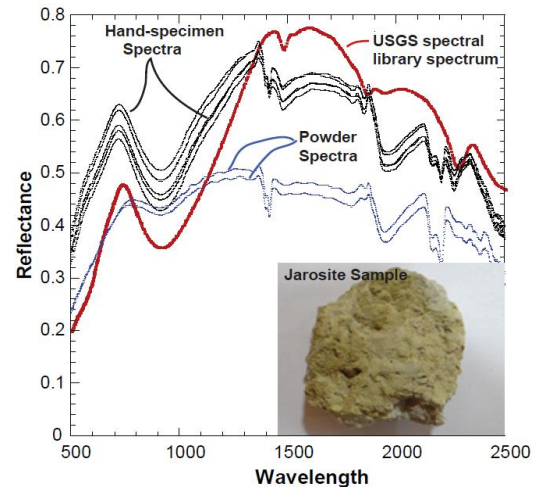 0.8
0.7
0.6
0.5
0.4
0.3
0.2
0.1
0
Reflectance
Hand-specimen
Spectra
USGS spectral
library spectrum
Powder
Spectra
Jarosite Sample
500
1000
1500
2000
2500
Wavelength